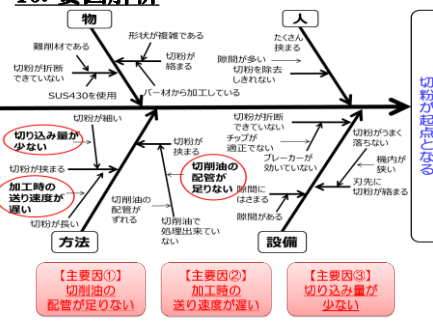 10. 要因解析
物
人
難削材である
形状が複雑である
切粉が折断
できていない
切粉が
絡まる
SUS430を使用
バー材から加工している
たくさん
挟まる
隙間が多い
切粉を除去
しきれない
切粉が起点となる
切粉が細い
切り込み量が
少ない
切粉が挟まる
加工時の
送り速度が
遅い
切粉が長い
切粉が
挟まる
切削油の
配管が
足りない
切削油の
配管が
ずれる
切削油で
処理出来てい
ない
切粉が折断
できていない
チップが
適正でない
ブレーカーが
効いていない
切粉がうまく
落ちない
機内が
狭い
隙間に
はさまる
刃先に
切粉が絡まる
隙間がある
方法
設備
【主要因①】
切削油の
配管が足りない
【主要因②】
加工時の
送り速度が遅い
【主要因③】
切り込み量が
少ない